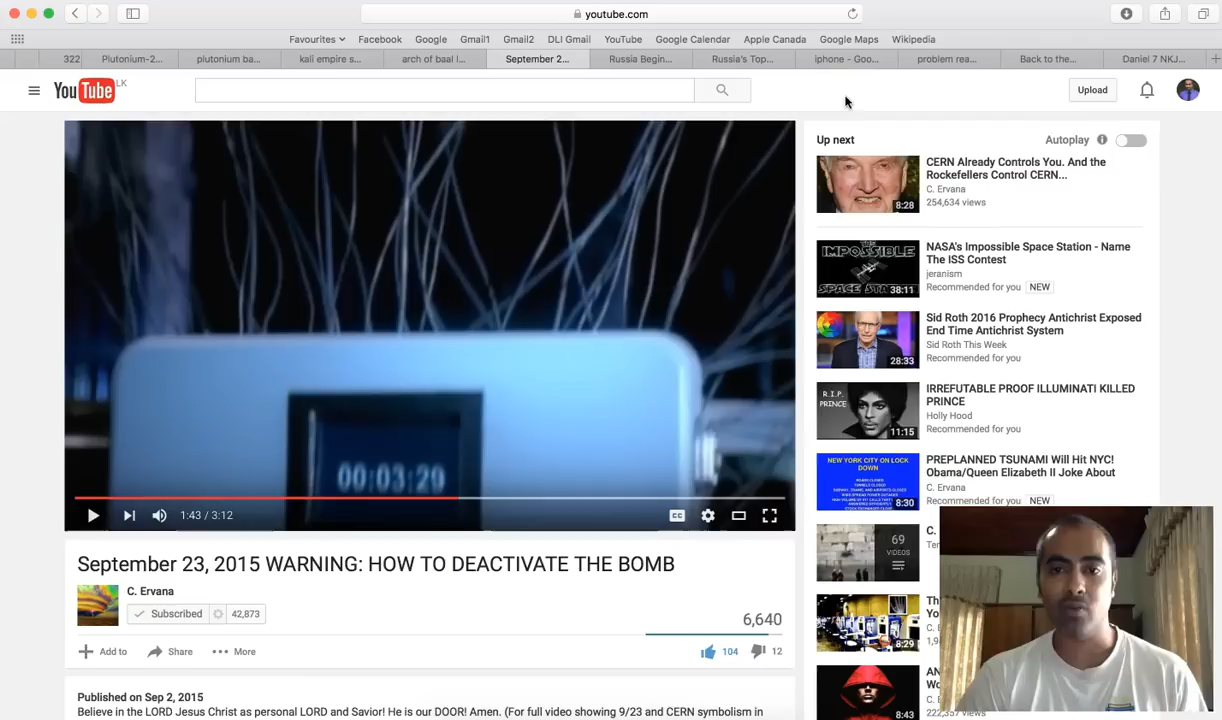 youtube.com
Favourites Facebook Google Gmail1 Gmail2 DLI Gmail YouTube Google Calendar Apple Canada Google Maps Wikipedia
322 Plutonium-2... plutonium ba... kali empire s... arch of baal l... September 2... Russia Begin... Russia's Top... iphone - Goo... problem rea... Back to the... Daniel 7 NKJ...
YouTube LK
Upload
00:03:20
1:43 / 3:12
CC
September 23, 2015 WARNING: HOW TO DEACTIVATE THE BOMB
C. Ervana
Subscribed 42,873
6,640
Add to Share More
104 12
Published on Sep 2, 2015
Believe in the LORD Jesus Christ as personal LORD and Savior! He is our DOOR! Amen. (For full video showing 9/23 and CERN symbolism in
Up next
Autoplay
8:28
CERN Already Controls You. And the
Rockefellers Control CERN...
C. Ervana
254,634 views
IMPOSSIBLE
38:11
NASA's Impossible Space Station - Name
The ISS Contest
jeranism
Recommended for you NEW
28:33
Sid Roth 2016 Prophecy Antichrist Exposed
End Time Antichrist System
Sid Roth This Week
Recommended for you
R.I.P.
PRINCE
11:15
IRREFUTABLE PROOF ILLUMINATI KILLED
PRINCE
Holly Hood
Recommended for you
NEW YORK CITY ON LOCK
DOWN
8:30
PREPLANNED TSUNAMI Will Hit NYC!
Obama/Queen Elizabeth II Joke About
C. Ervana
Recommended for you NEW
69
VIDEOS
C.
8:29
8:43